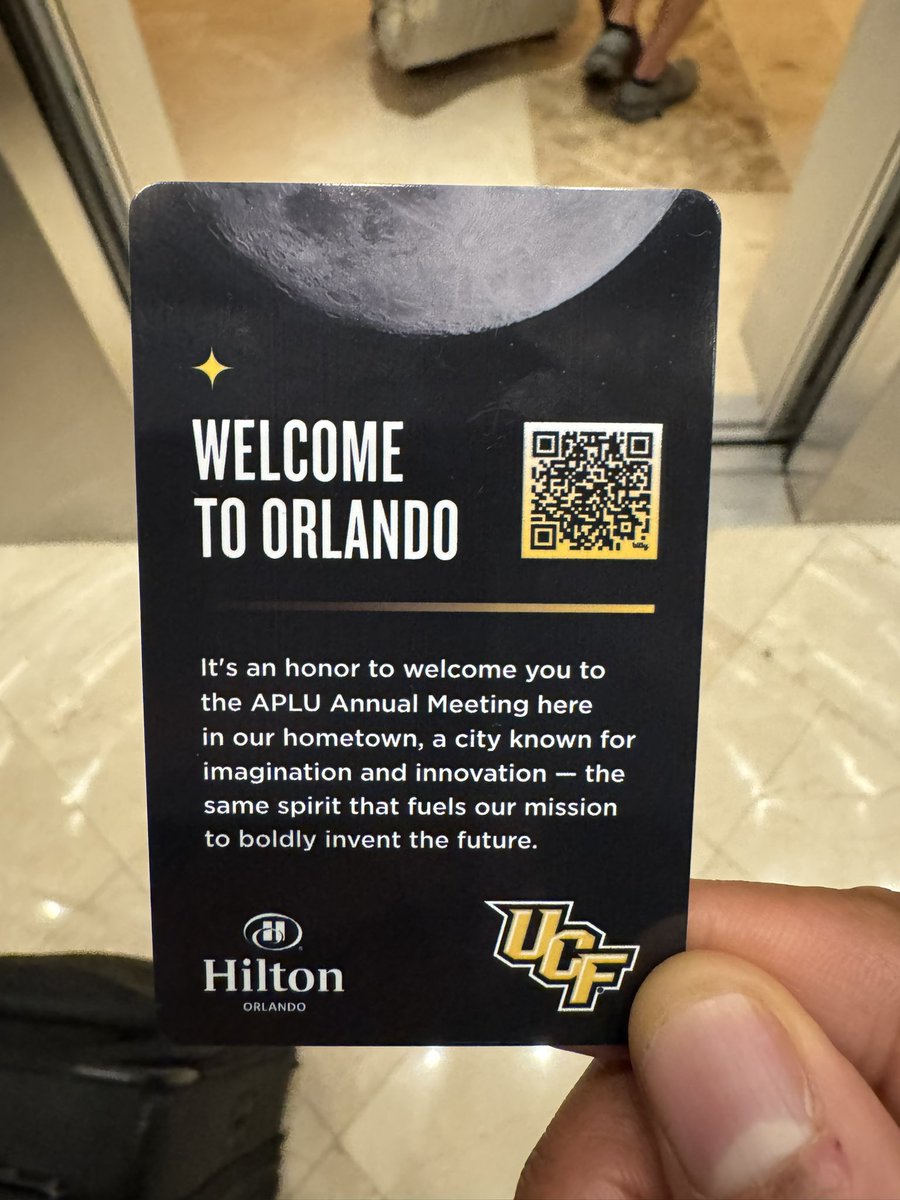 WELCOME
TO ORLANDO
bitly
It's an honor to welcome you to
the APLU Annual Meeting here
in our hometown, a city known for
imagination and innovation — the
same spirit that fuels our mission
to boldly invent the future.
H
Hilton
ORLANDO
UCF